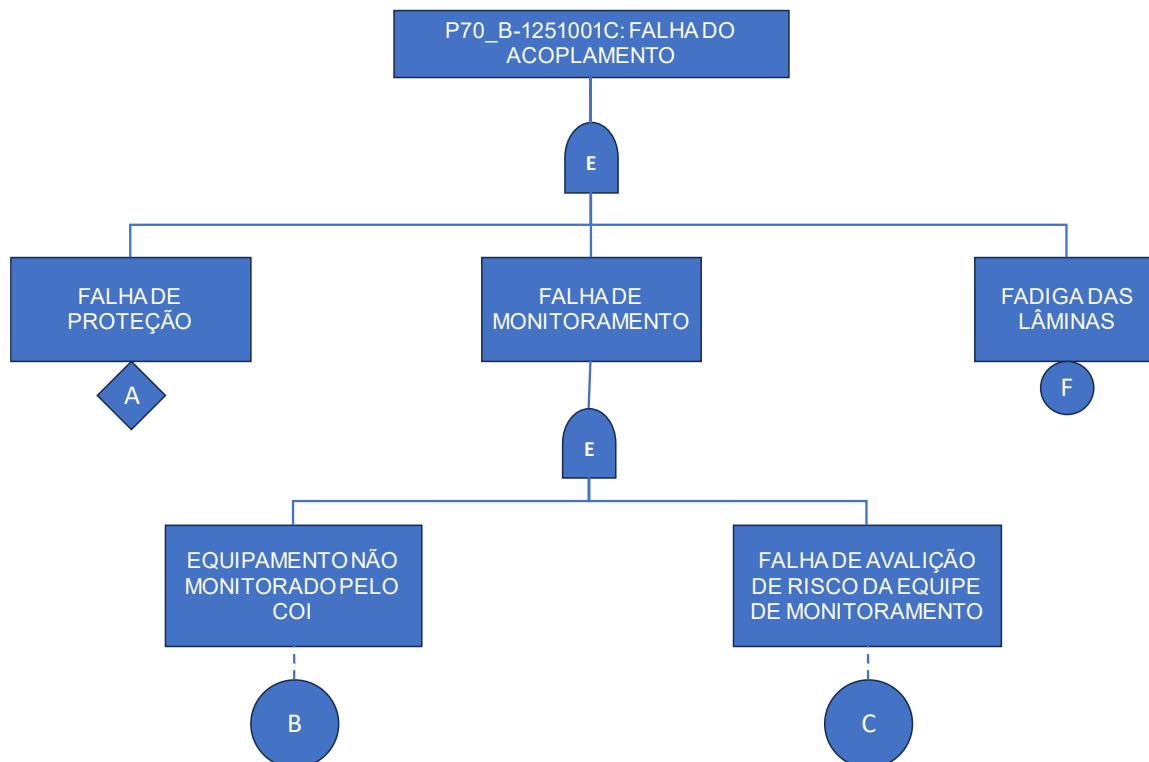 P70_B-1251001C: FALHA DO
ACOPLAMENTO
E
FALHA DE
PROTEÇÃO
A
FALHA DE
MONITORAMENTO
FADIGA DAS
LÂMINAS
F
E
EQUIPAMENTO NÃO
MONITORADO PELO
COI
B
FALHA DE AVALIÇÃO
DE RISCO DA EQUIPE
DE MONITORAMENTO
C